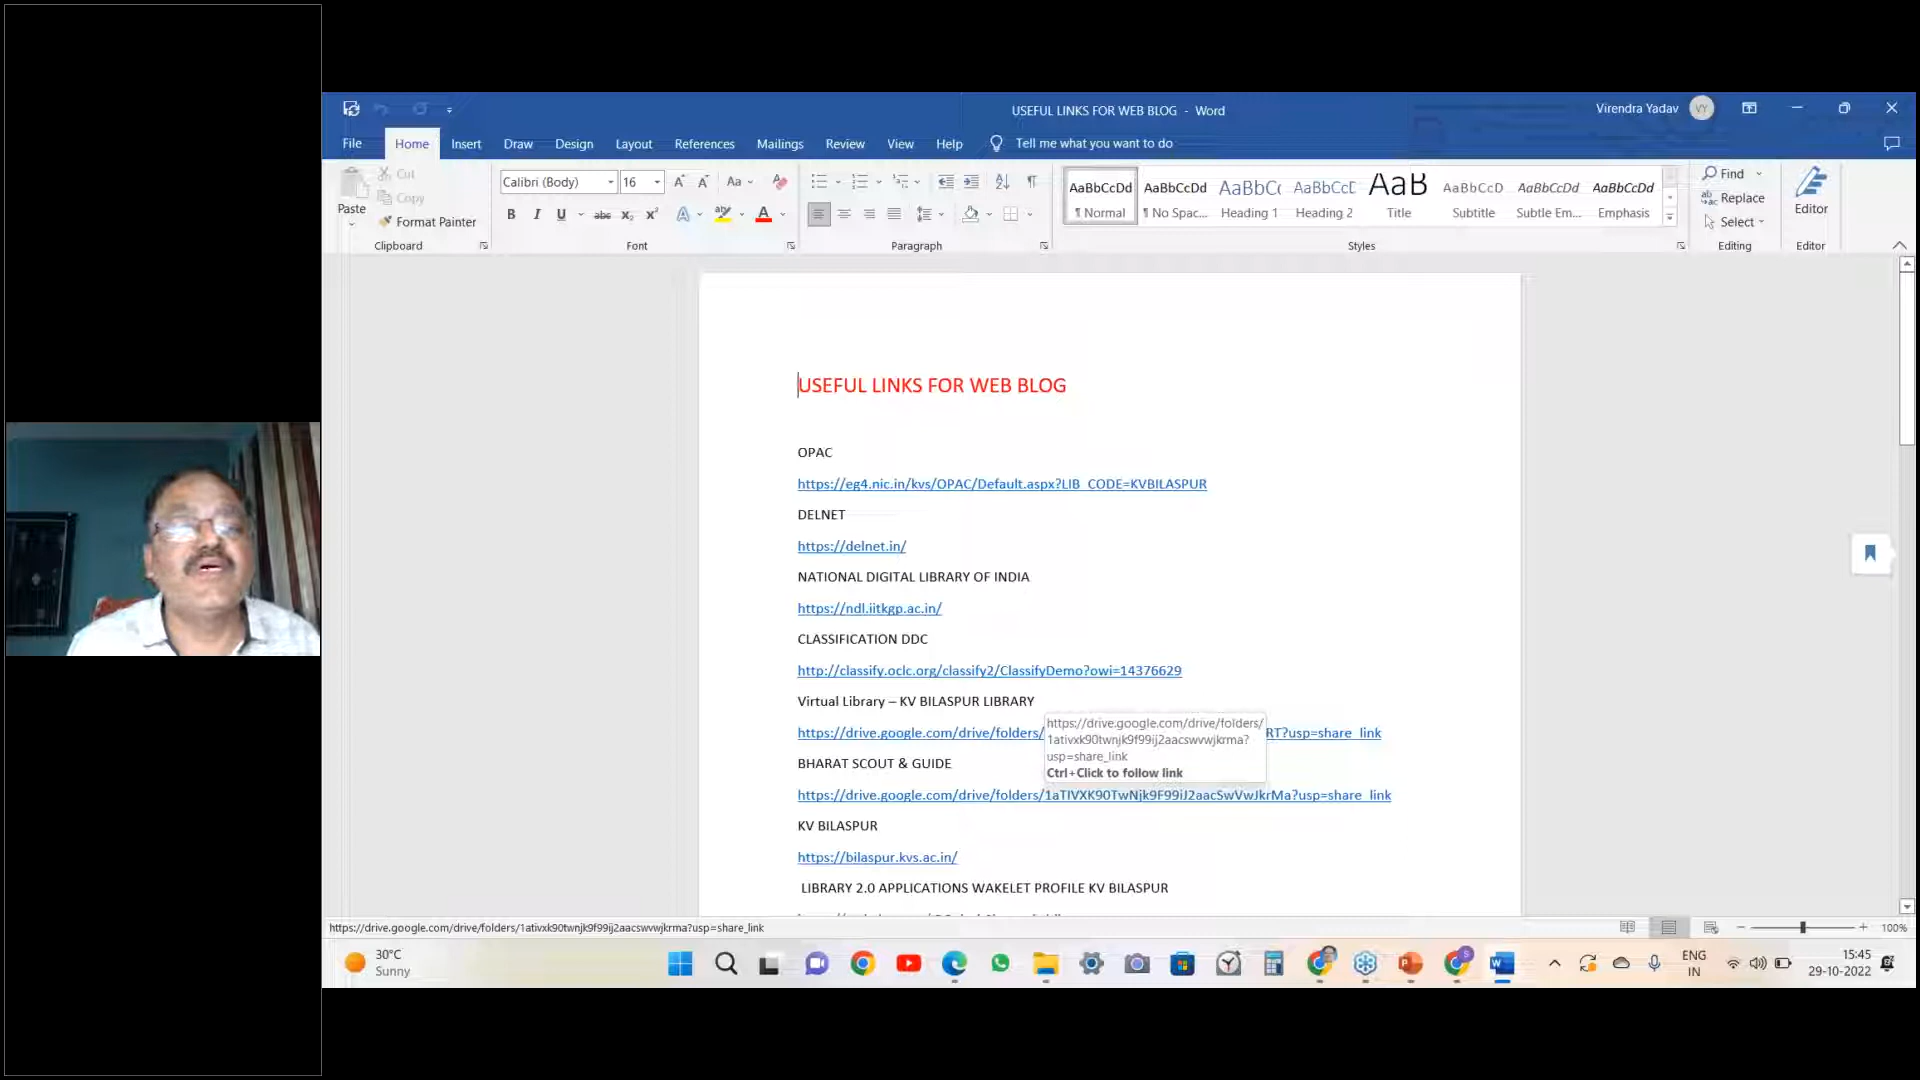 USEFUL LINKS FOR WEB BLOG - Word
Virendra Yadav
VY
File Home Insert Draw Design Layout References Mailings Review View Help Tell me what you want to do
Paste
Cut
Copy
Format Painter
Clipboard
Calibri (Body) 16
Font
Paragraph
AaBbCcDd AaBbCcDd AaBbCc AaBbCcD AaB AaBbCcD AaBbCcDd AaBbCcDd
¶ Normal ¶ No Spac... Heading 1 Heading 2 Title Subtitle Subtle Em... Emphasis
Styles
Find
Replace
Select
Editing
Editor
Editor
USEFUL LINKS FOR WEB BLOG
OPAC
https://eg4.nic.in/kvs/OPAC/Default.aspx?LIB_CODE=KVBILASPUR
DELNET
https://delnet.in/
NATIONAL DIGITAL LIBRARY OF INDIA
https://ndl.iitkgp.ac.in/
CLASSIFICATION DDC
http://classify.oclc.org/classify2/ClassifyDemo?owi=14376629
Virtual Library – KV BILASPUR LIBRARY
https://drive.google.com/drive/folders/ RT?usp=share_link
https://drive.google.com/drive/folders/
1ativxk90twnjk9f99ij2aacswvwjkrma?
usp=share_link
Ctrl+Click to follow link
BHARAT SCOUT & GUIDE
https://drive.google.com/drive/folders/1aTIVXK90TwNjk9F99iJ2aacSwVwJkrMa?usp=share_link
KV BILASPUR
https://bilaspur.kvs.ac.in/
LIBRARY 2.0 APPLICATIONS WAKELET PROFILE KV BILASPUR
https://drive.google.com/drive/folders/1ativxk90twnjk9f99ij2aacswvwjkrma?usp=share_link
100%
30°C
Sunny
ENG
IN
15:45
29-10-2022